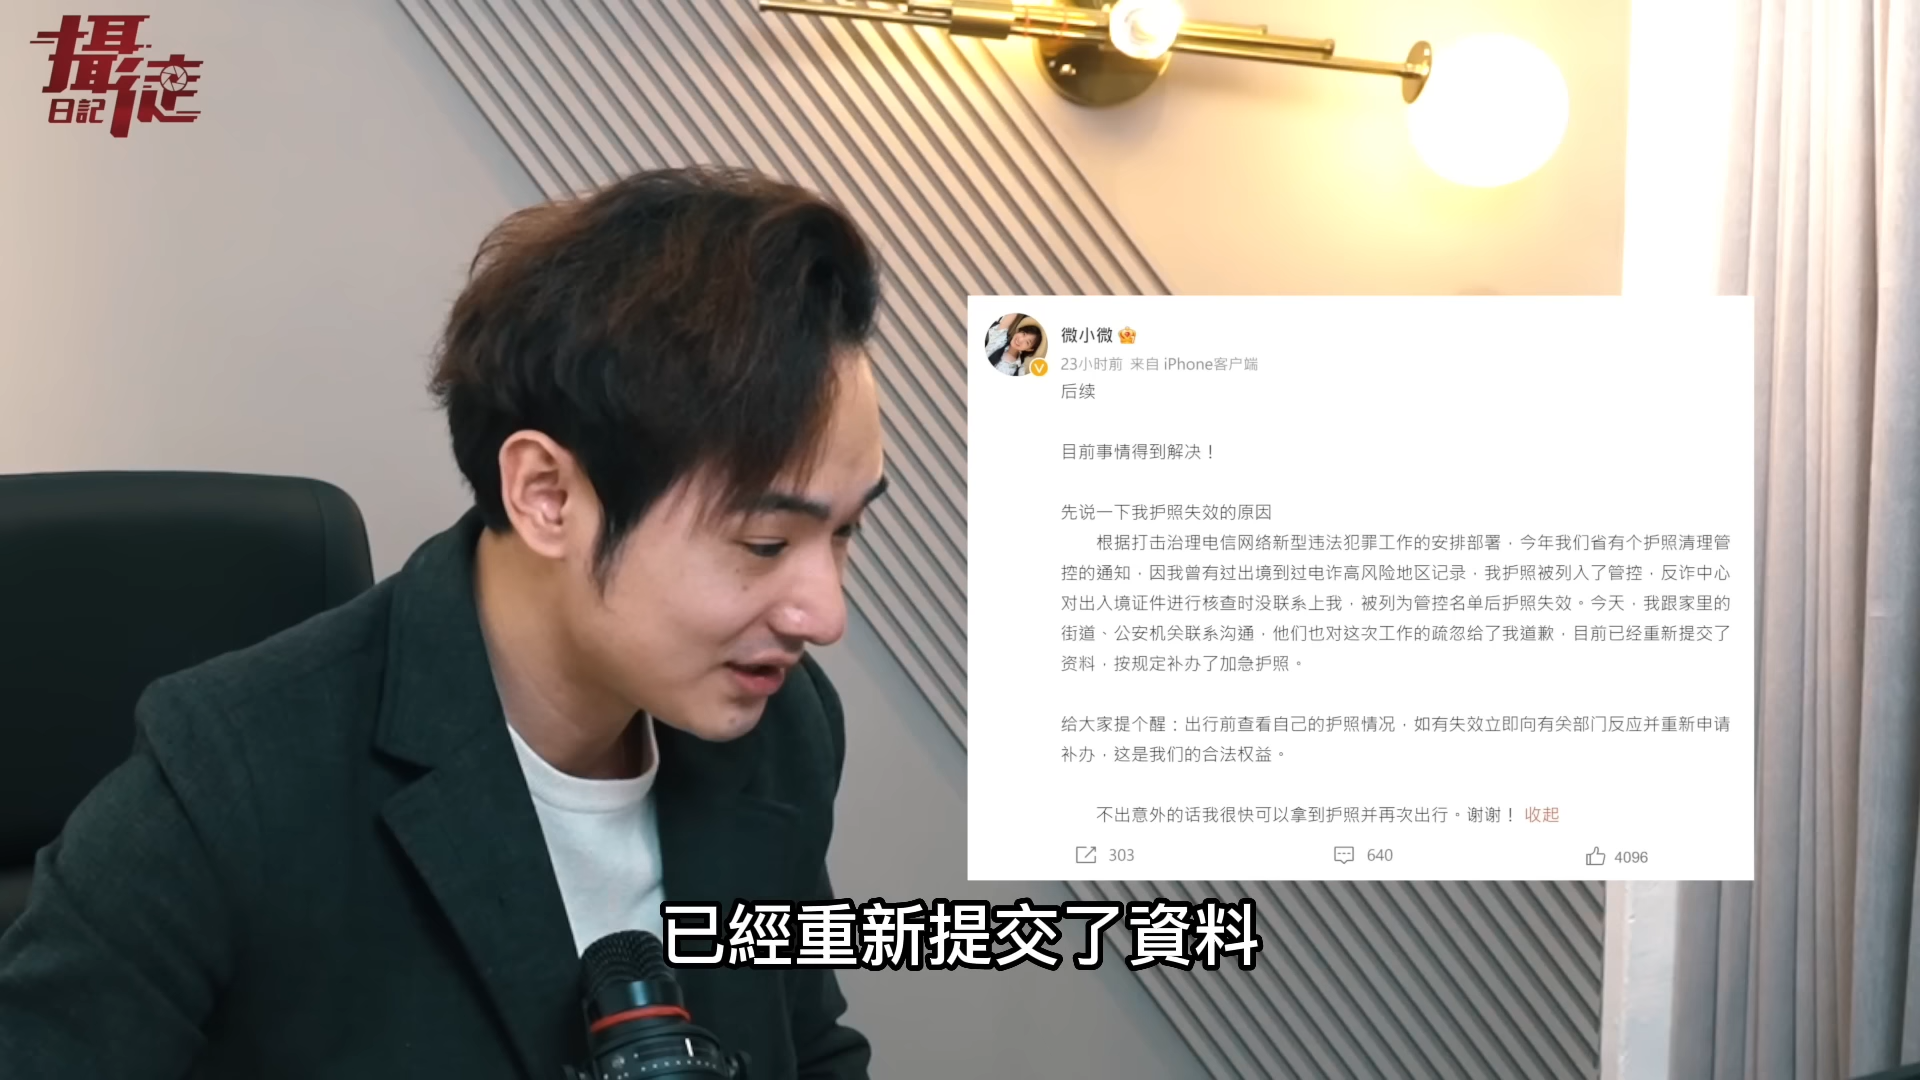 攝徒
日記
微小微
23小时前 来自 iPhone客户端
后续
目前事情得到解决！
先说一下我护照失效的原因
根据打击治理电信网络新型违法犯罪工作的安排部署，今年我们省有个护照清理管
控的通知，因我曾有过出境到过电诈高风险地区记录，我护照被列入了管控，反诈中心
对出入境证件进行核查时没联系上我，被列为管控名单后护照失效。今天，我跟家里的
街道、公安机关联系沟通，他们也对这次工作的疏忽给了我道歉，目前已经重新提交了
资料，按规定补办了加急护照。
给大家提个醒：出行前查看自己的护照情况，如有失效立即向有关部门反应并重新申请
补办，这是我们的合法权益。
不出意外的话我很快可以拿到护照并再次出行。谢谢！ 收起
303 640 4096
已經重新提交了資料